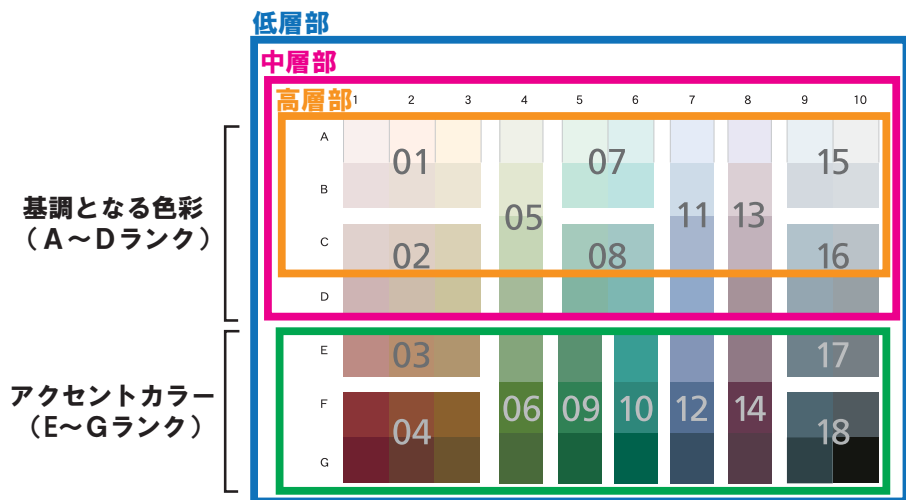 低層部
中層部
高層部
1 2 3 4 5 6 7 8 9 10
A
01 07 15
B
05 11 13
基調となる色彩
（A～Dランク）
C
02 08 16
D
E
03 17
アクセントカラー
（E～Gランク）
F
06 09 10 12 14
04 18
G